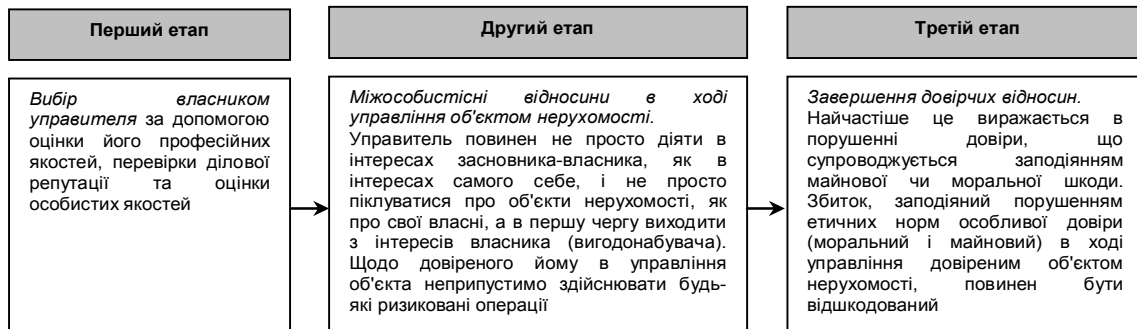 Перший етап
Вибір власником
управителя за допомогою
оцінки його професійних
якостей, перевірки ділової
репутації та оцінки
особистих якостей
Другий етап
Міжособистісні відносини в ході
управління об'єктом нерухомості.
Управитель повинен не просто діяти в
інтересах засновника-власника, як в
інтересах самого себе, і не просто
піклуватися про об'єкти нерухомості, як
про свої власні, а в першу чергу виходити
з інтересів власника (вигодонабувача).
Щодо довіреного йому в управління
об'єкта неприпустимо здійснювати будь-
які ризиковані операції
Третій етап
Завершення довірчих відносин.
Найчастіше це виражається в
порушенні довіри, що
супроводжується заподіянням
майнової чи моральної шкоди.
Збиток, заподіяний порушенням
етичних норм особливої довіри
(моральний і майновий) в ході
управління довіреним об'єктом
нерухомості, повинен бути
відшкодований